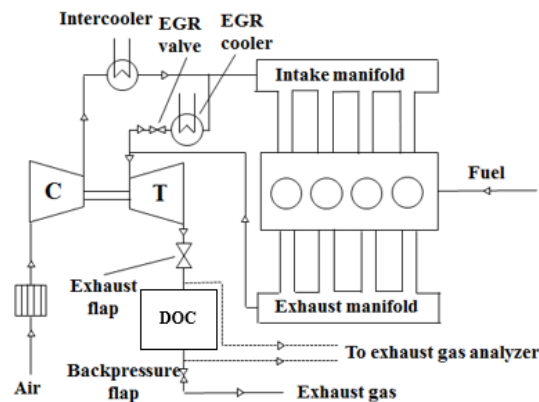 Intercooler
EGR
valve
EGR
cooler
Intake manifold
C
T
Fuel
Exhaust
flap
DOC
Exhaust manifold
To exhaust gas analyzer
Backpressure
flap
Air
Exhaust gas